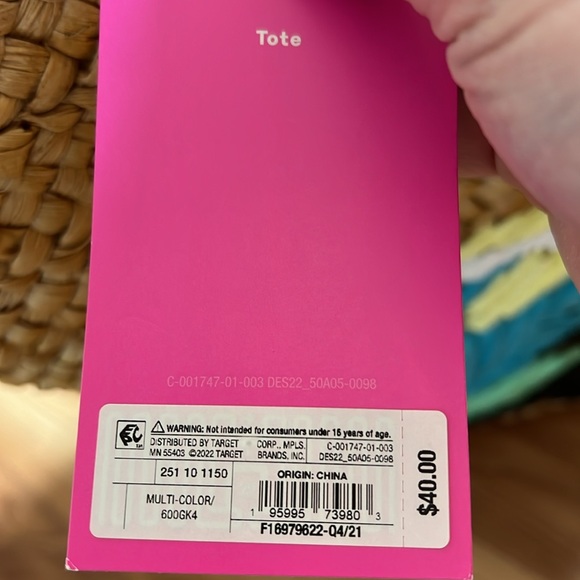 Tote
C-001747-01-003 DES22_50A05-0098
EC
WARNING: Not intended for consumers under 15 years of age.
DISTRIBUTED BY TARGET CORP., MPLS.
MN 55403 ©2022 TARGET BRANDS, INC.
C-001747-01-003
DES22_50A05-0098
251 10 1150
ORIGIN: CHINA
MULTI-COLOR/
600GK4
1 95995 73980 3
F16979622-Q4/21
$40.00